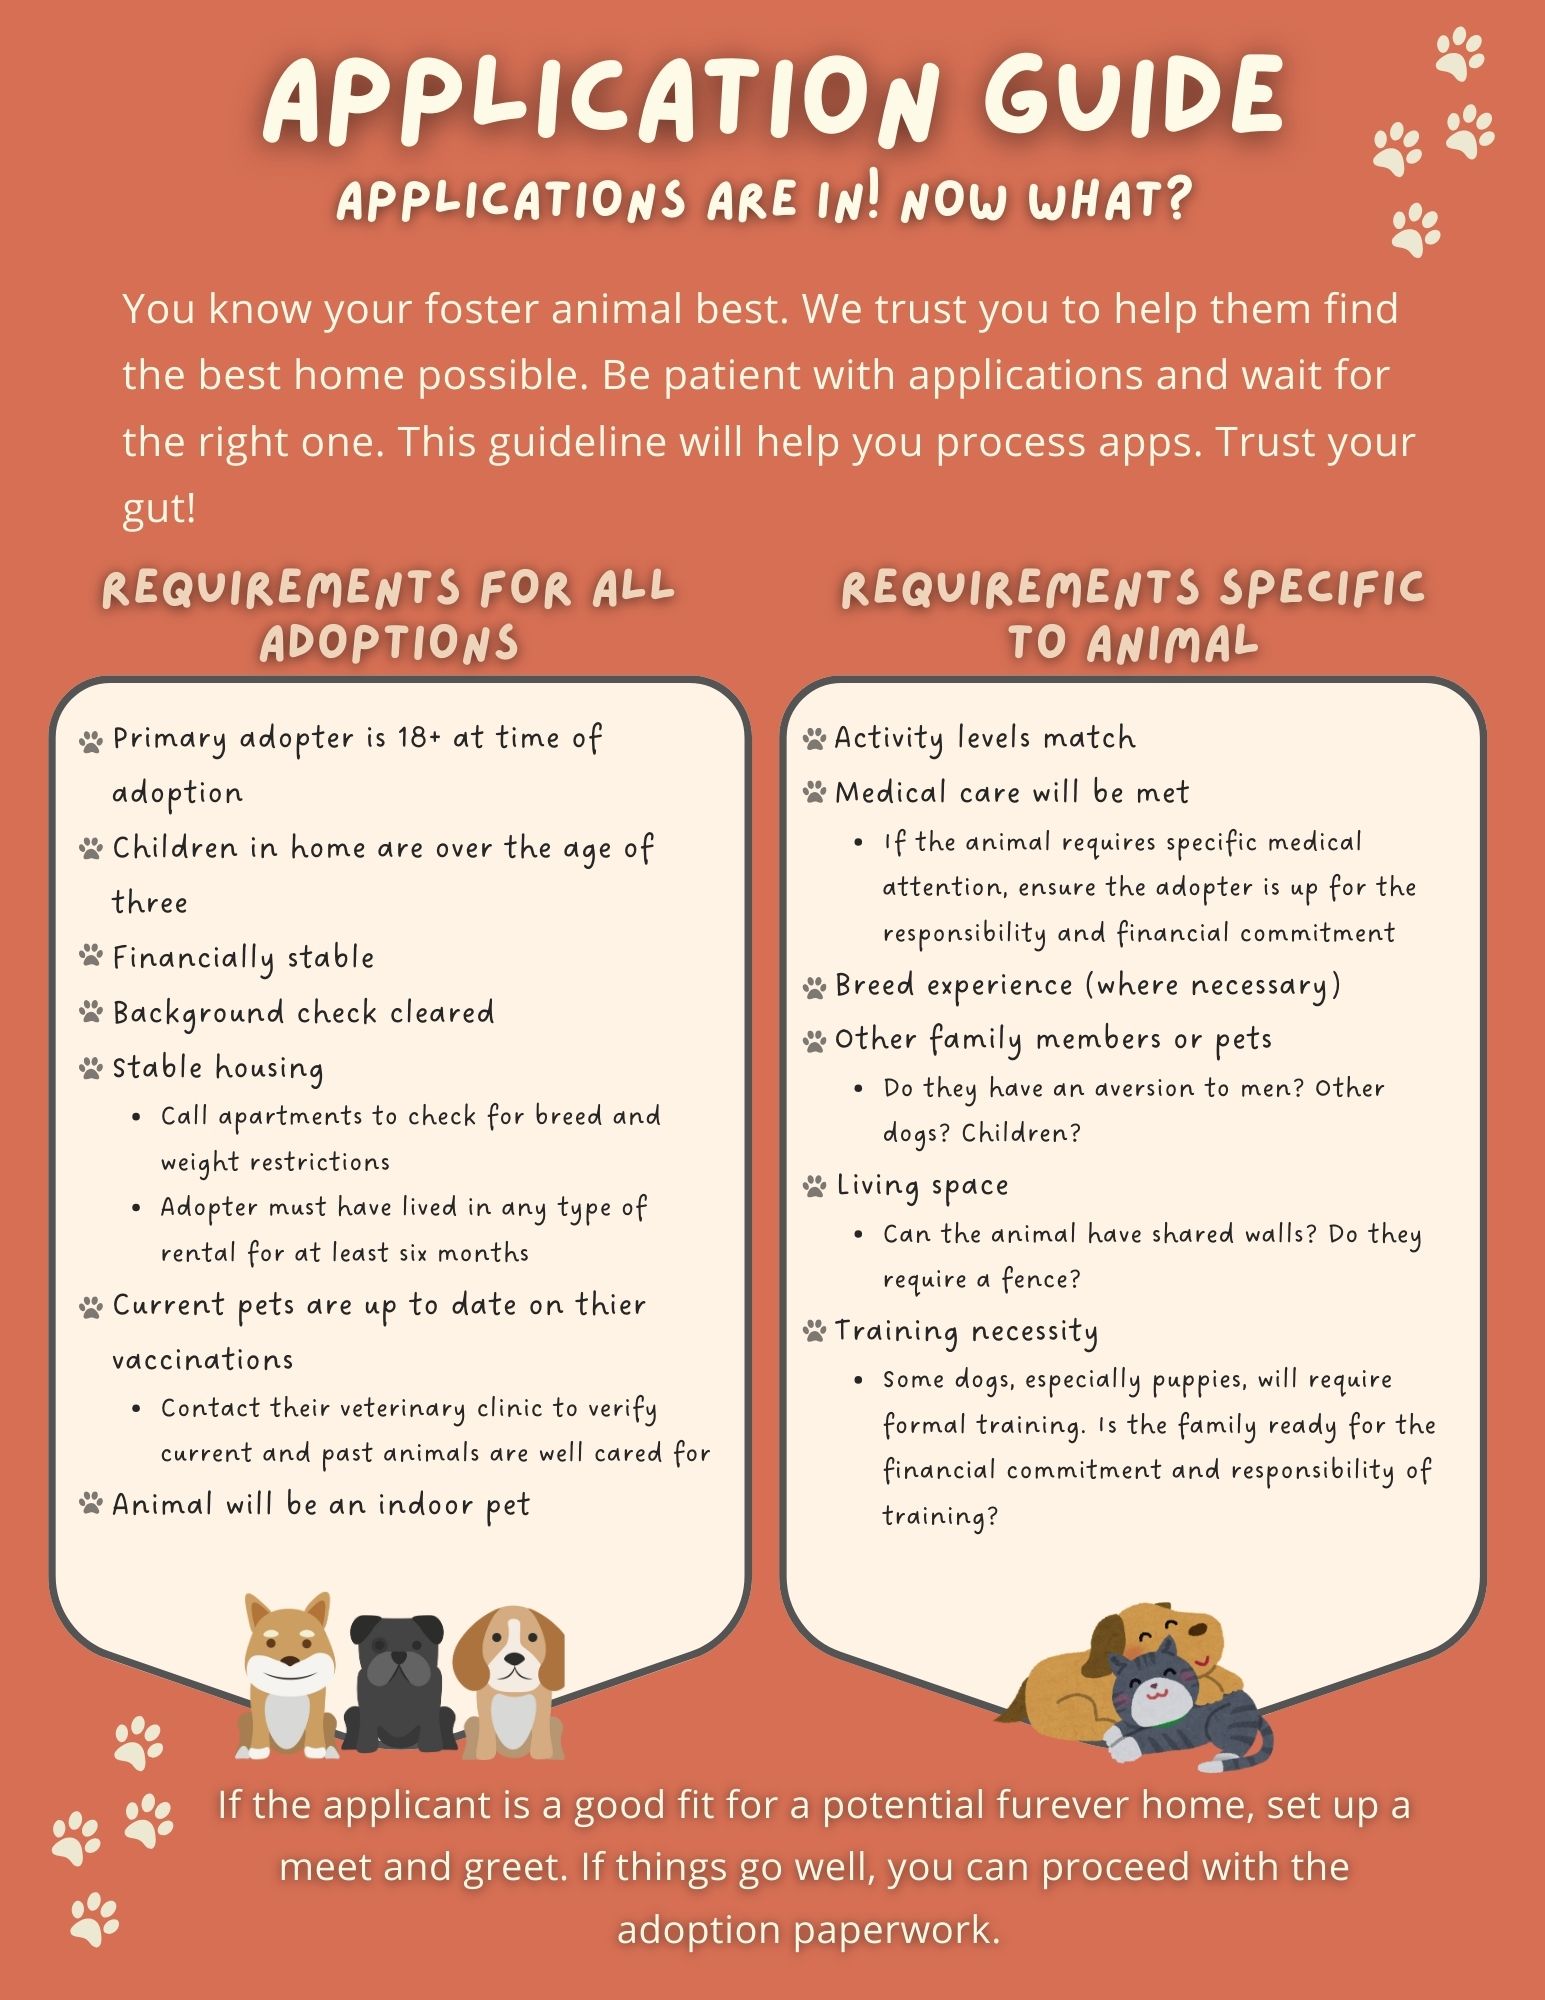 APPLICATION GUIDE
APPLICATIONS ARE IN! NOW WHAT?
You know your foster animal best. We trust you to help them find
the best home possible. Be patient with applications and wait for
the right one. This guideline will help you process apps. Trust your
gut!
REQUIREMENTS FOR ALL
ADOPTIONS
Primary adopter is 18+ at time of
adoption
Children in home are over the age of
three
Financially stable
Background check cleared
Stable housing
• Call apartments to check for breed and
weight restrictions
• Adopter must have lived in any type of
rental for at least six months
Current pets are up to date on thier
vaccinations
• Contact their veterinary clinic to verify
current and past animals are well cared for
Animal will be an indoor pet
REQUIREMENTS SPECIFIC
TO ANIMAL
Activity levels match
Medical care will be met
• If the animal requires specific medical
attention, ensure the adopter is up for the
responsibility and financial commitment
Breed experience (where necessary)
Other family members or pets
• Do they have an aversion to men? Other
dogs? Children?
Living space
• Can the animal have shared walls? Do they
require a fence?
Training necessity
• Some dogs, especially puppies, will require
formal training. Is the family ready for the
financial commitment and responsibility of
training?
If the applicant is a good fit for a potential furever home, set up a
meet and greet. If things go well, you can proceed with the
adoption paperwork.